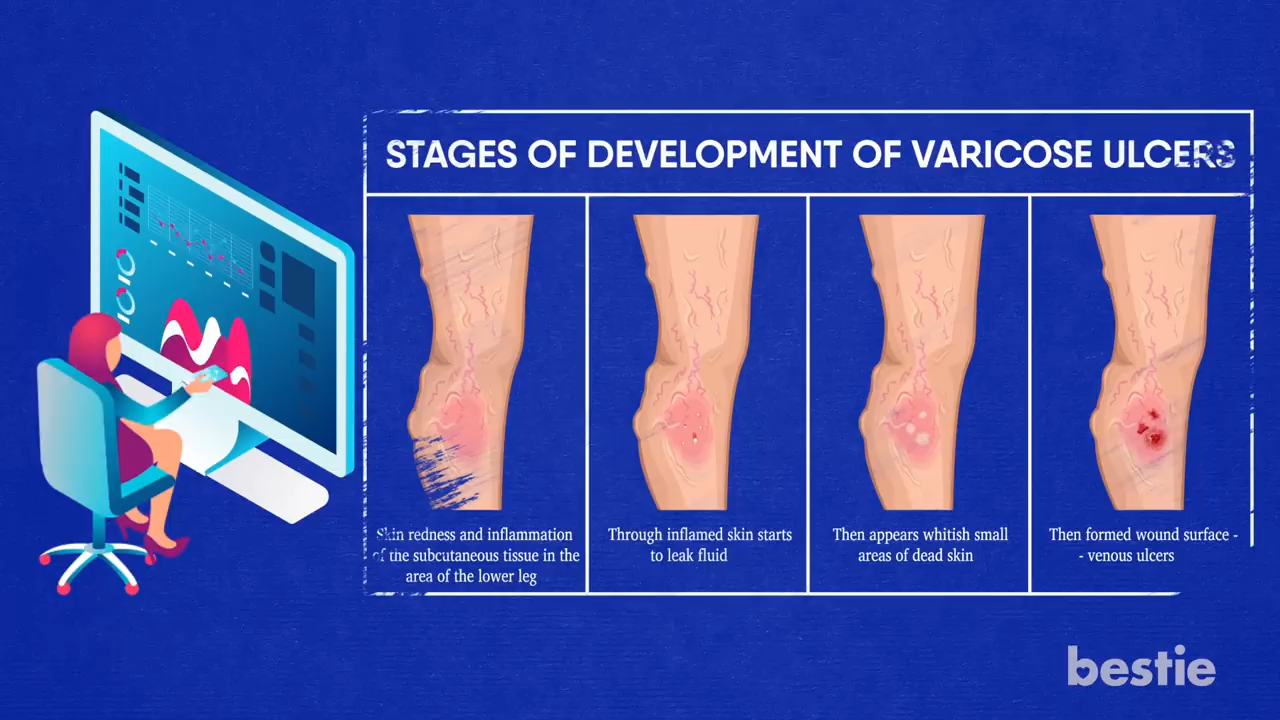 STAGES OF DEVELOPMENT OF VARICOSE ULCERS
Skin redness and inflammation
of the subcutaneous tissue in the
area of the lower leg
Through inflamed skin starts
to leak fluid
Then appears whitish small
areas of dead skin
Then formed wound surface -
- venous ulcers
bestie